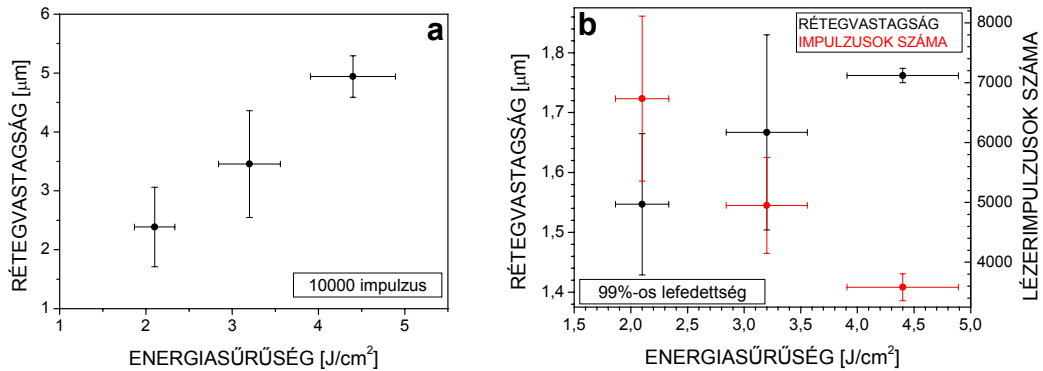 a
RÉTEGVASTAGSÁG [μm]
6
5
4
3
2
1
10000 impulzus
1 2 3 4 5
ENERGIASŰRŰSÉG [J/cm²]
b
RÉTEGVASTAGSÁG
IMPULZUSOK SZÁMA
RÉTEGVASTAGSÁG [μm]
1,8
1,7
1,6
1,5
1,4
99%-os lefedettség
1,5 2,0 2,5 3,0 3,5 4,0 4,5 5,0
ENERGIASŰRŰSÉG [J/cm²]
8000
7000
6000
5000
4000
3000
LÉZERIMPULZUSOK SZÁMA